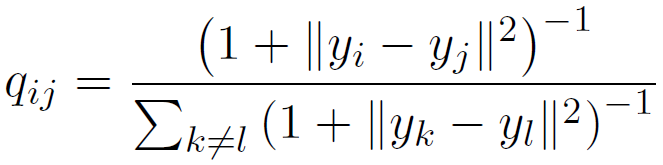 q_{ij} = \frac{\left(1 + \|y_i - y_j\|^2\right)^{-1}}{\sum_{k \neq l} \left(1 + \|y_k - y_l\|^2\right)^{-1}}